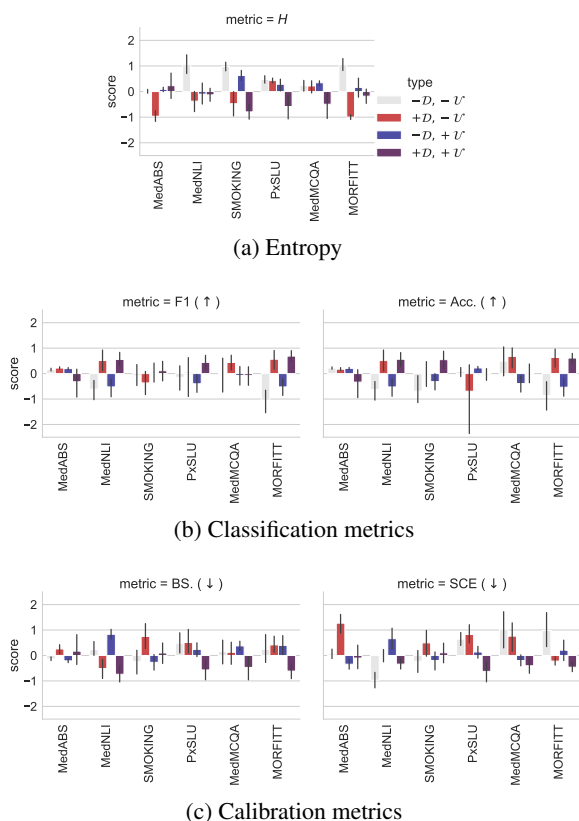 metric = H
score
2
1
0
−1
−2
MedABS
MedNLI
SMOKING
PxSLU
MedMCQA
MORFITT
type
−D, −U
+D, −U
−D, +U
+D, +U
(a) Entropy
metric = F1 (↑)
metric = Acc. (↑)
score
2
1
0
−1
−2
MedABS
MedNLI
SMOKING
PxSLU
MedMCQA
MORFITT
MedABS
MedNLI
SMOKING
PxSLU
MedMCQA
MORFITT
(b) Classification metrics
metric = BS. (↓)
metric = SCE (↓)
score
2
1
0
−1
−2
MedABS
MedNLI
SMOKING
PxSLU
MedMCQA
MORFITT
MedABS
MedNLI
SMOKING
PxSLU
MedMCQA
MORFITT
(c) Calibration metrics